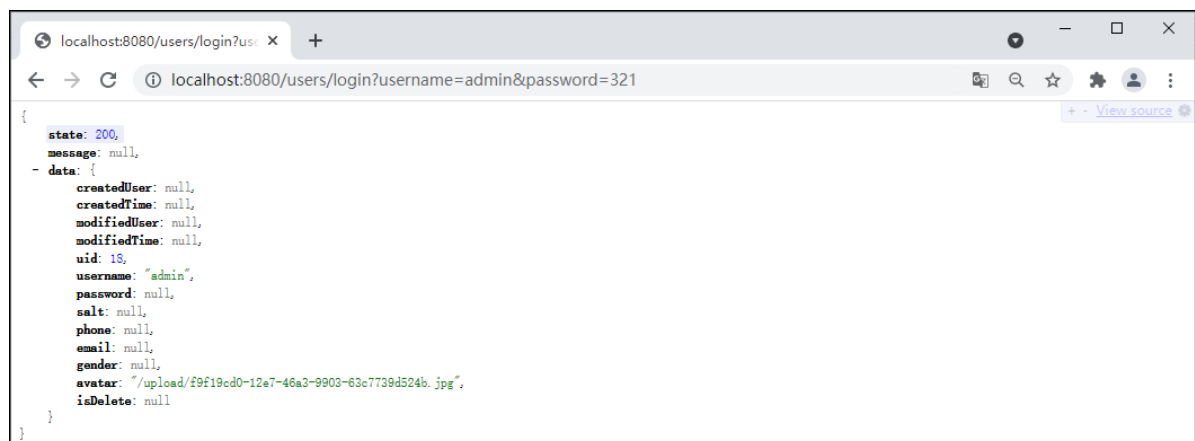 localhost:8080/users/login?use
localhost:8080/users/login?username=admin&password=321
+ - View source
{
state: 200,
message: null,
- data: {
createdUser: null,
createdTime: null,
modifiedUser: null,
modifiedTime: null,
uid: 18,
username: "admin",
password: null,
salt: null,
phone: null,
email: null,
gender: null,
avatar: "/upload/f9f19cd0-12e7-46a3-9903-63c7739d524b.jpg",
isDelete: null
}
}